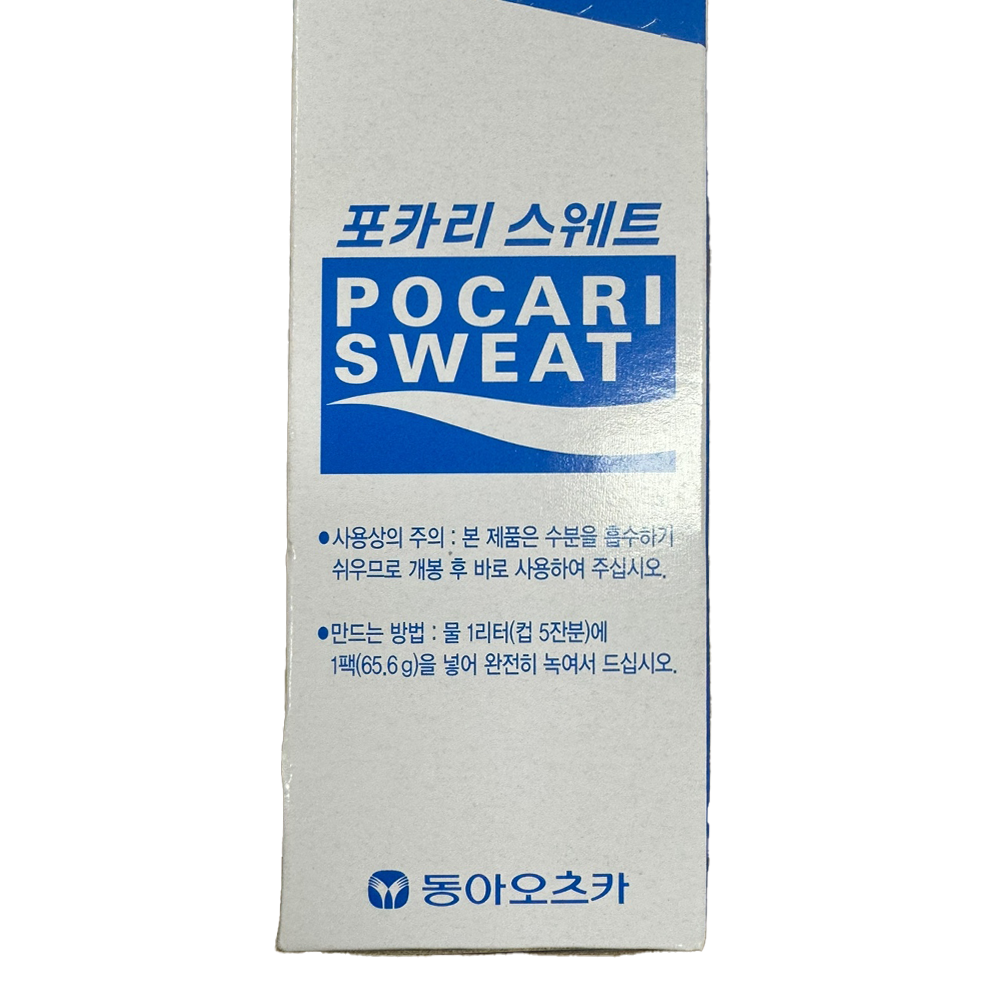 포카리 스웨트
POCARI
SWEAT
●사용상의 주의 : 본 제품은 수분을 흡수하기
쉬우므로 개봉 후 바로 사용하여 주십시오.
●만드는 방법 : 물 1리터(컵 5잔분)에
1팩(65.6g)을 넣어 완전히 녹여서 드십시오.
동아오츠카